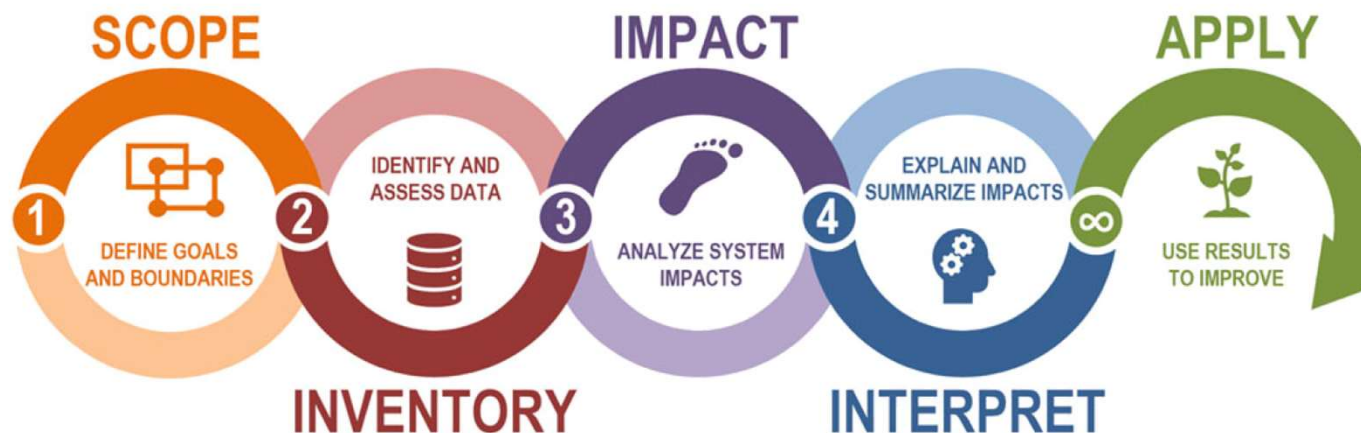 SCOPE
1
DEFINE GOALS
AND BOUNDARIES
2
IDENTIFY AND
ASSESS DATA
INVENTORY
IMPACT
3
ANALYZE SYSTEM
IMPACTS
4
EXPLAIN AND
SUMMARIZE IMPACTS
INTERPRET
APPLY
∞
USE RESULTS
TO IMPROVE